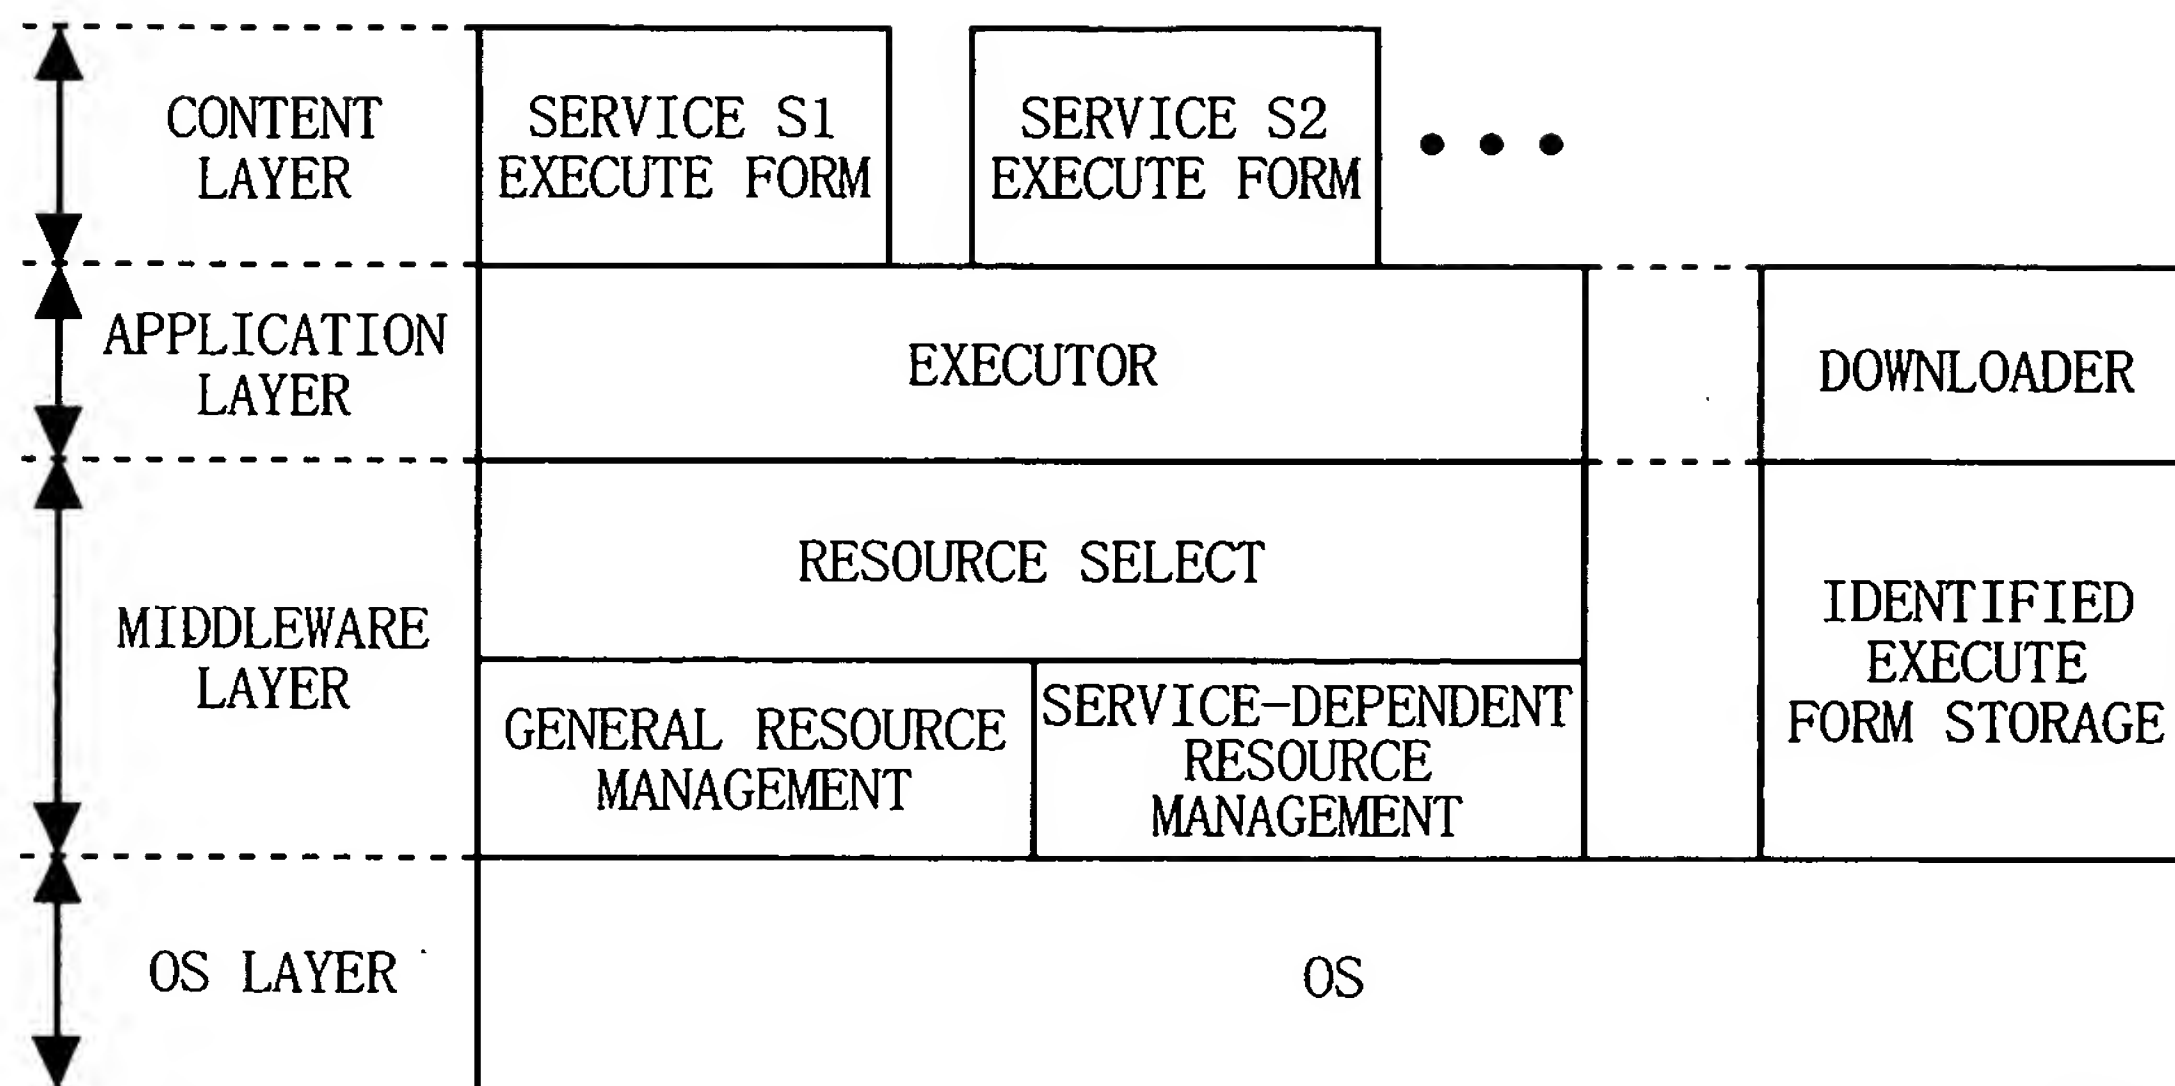 CONTENT
LAYER
SERVICE S1
EXECUTE FORM
SERVICE S2
EXECUTE FORM
• • •
APPLICATION
LAYER
EXECUTOR
DOWNLOADER
MIDDLEWARE
LAYER
RESOURCE SELECT
GENERAL RESOURCE
MANAGEMENT
SERVICE-DEPENDENT
RESOURCE
MANAGEMENT
IDENTIFIED
EXECUTE
FORM STORAGE
OS LAYER
OS